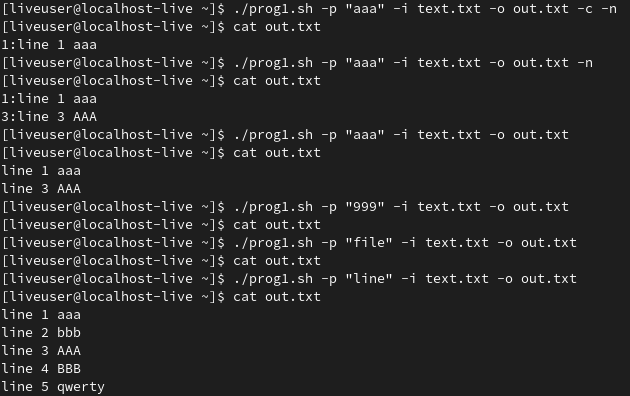 [liveuser@localhost-live ~]$ ./prog1.sh -p "aaa" -i text.txt -o out.txt -c -n
[liveuser@localhost-live ~]$ cat out.txt
1:line 1 aaa
[liveuser@localhost-live ~]$ ./prog1.sh -p "aaa" -i text.txt -o out.txt -n
[liveuser@localhost-live ~]$ cat out.txt
1:line 1 aaa
3:line 3 AAA
[liveuser@localhost-live ~]$ ./prog1.sh -p "aaa" -i text.txt -o out.txt
[liveuser@localhost-live ~]$ cat out.txt
line 1 aaa
line 3 AAA
[liveuser@localhost-live ~]$ ./prog1.sh -p "999" -i text.txt -o out.txt
[liveuser@localhost-live ~]$ cat out.txt
[liveuser@localhost-live ~]$ ./prog1.sh -p "file" -i text.txt -o out.txt
[liveuser@localhost-live ~]$ cat out.txt
[liveuser@localhost-live ~]$ ./prog1.sh -p "line" -i text.txt -o out.txt
[liveuser@localhost-live ~]$ cat out.txt
line 1 aaa
line 2 bbb
line 3 AAA
line 4 BBB
line 5 qwerty